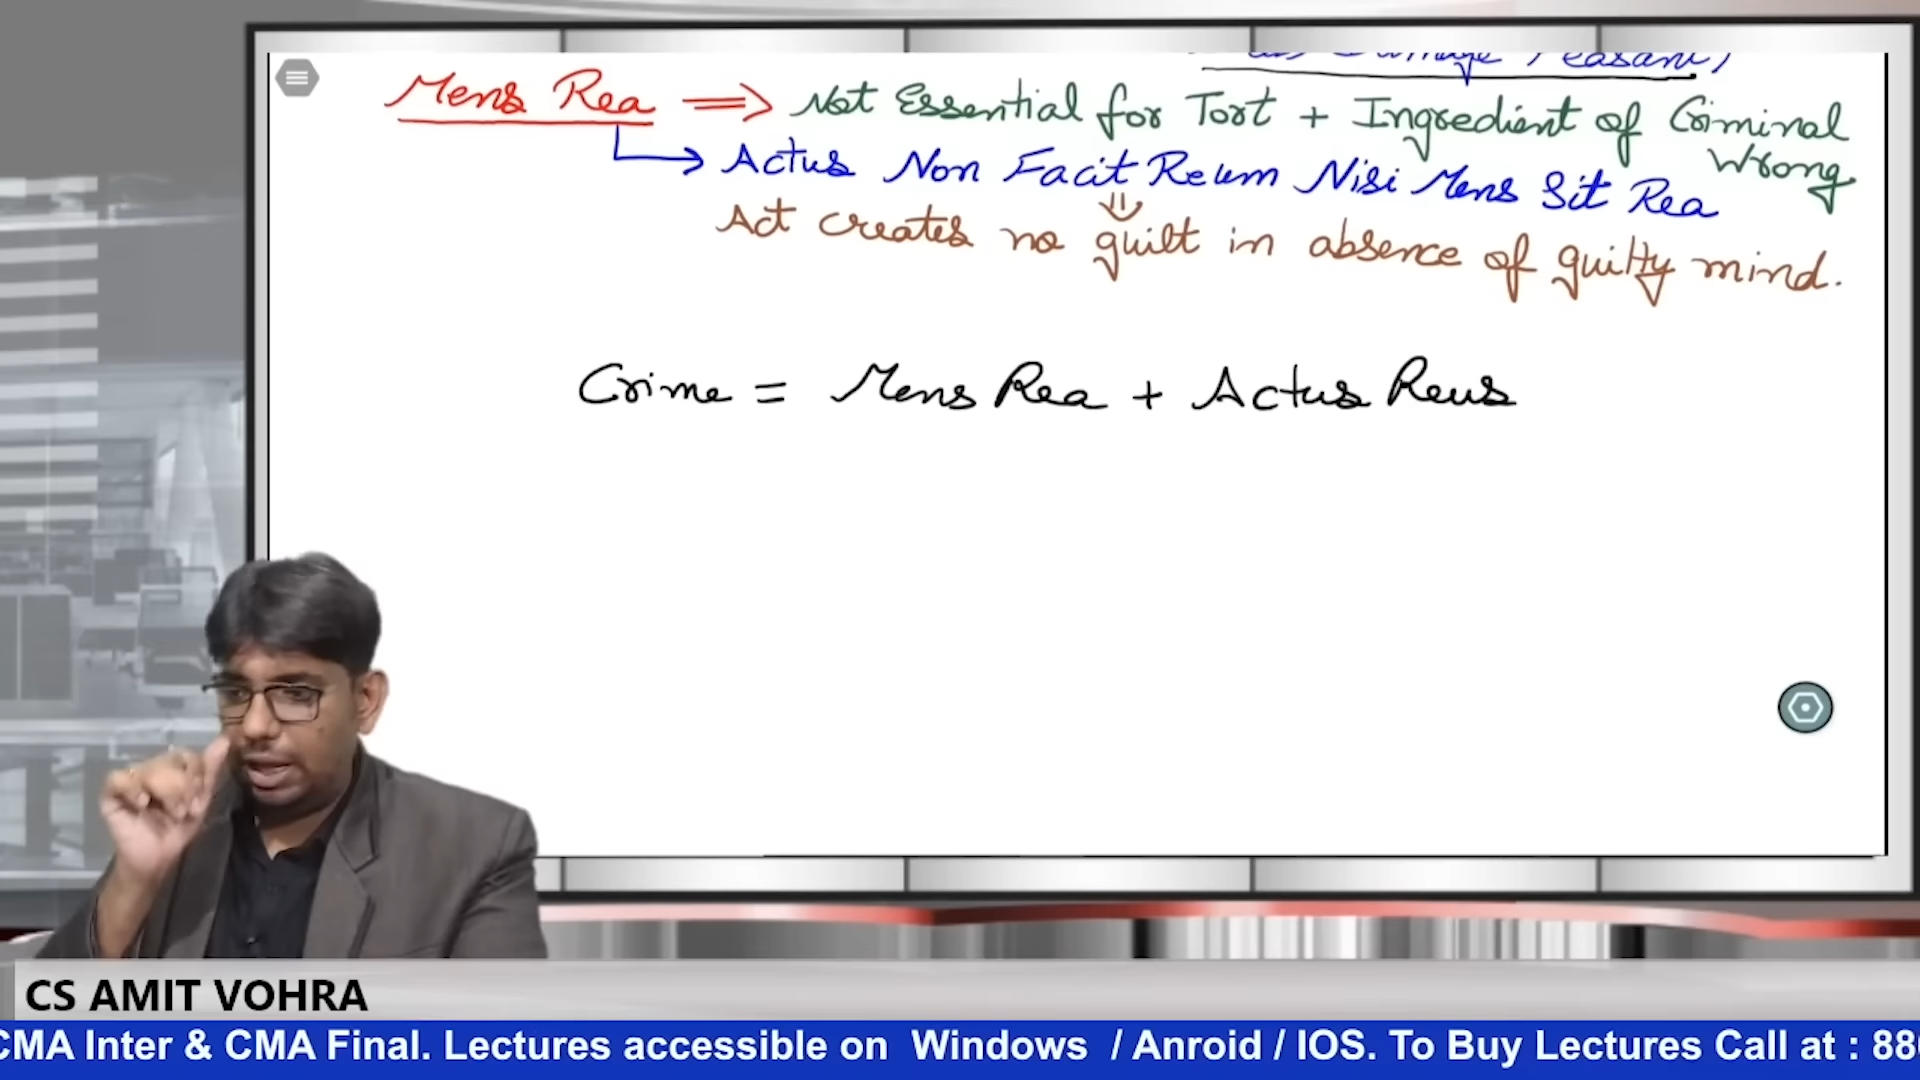 Mens Rea ⇒ Not Essential for Tort + Ingredient of Criminal Wrong
Actus Non Facit Reum Nisi Mens Sit Rea
Act creates no guilt in absence of guilty mind.
Crime = Mens Rea + Actus Reus
CS AMIT VOHRA
CMA Inter & CMA Final. Lectures accessible on Windows / Anroid / IOS. To Buy Lectures Call at : 88